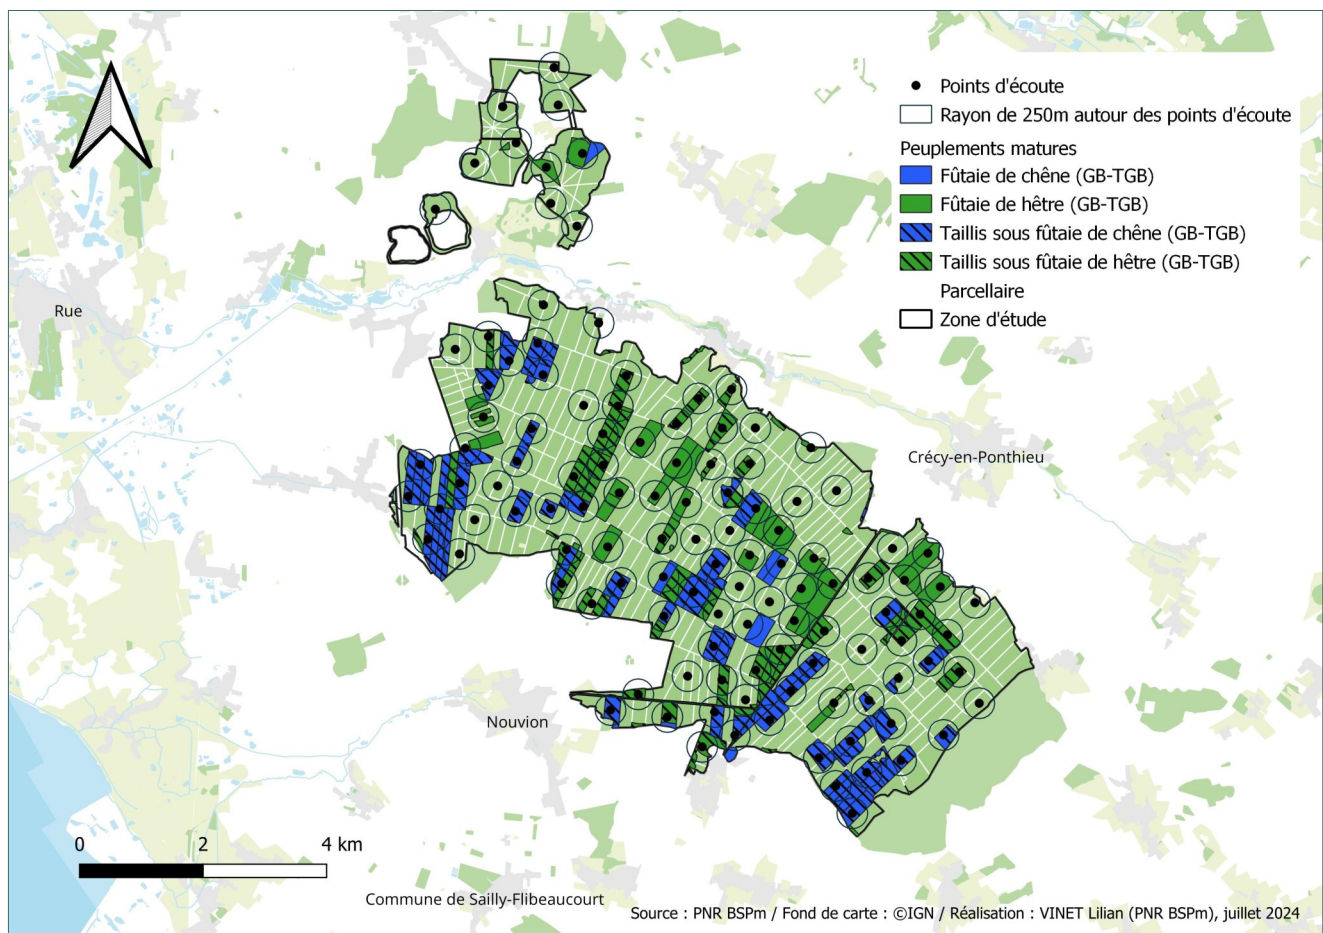 Points d'écoute
Rayon de 250m autour des points d'écoute
Peuplements matures
Fûtaie de chêne (GB-TGB)
Fûtaie de hêtre (GB-TGB)
Taillis sous fûtaie de chêne (GB-TGB)
Taillis sous fûtaie de hêtre (GB-TGB)
Parcellaire
Zone d'étude
Rue
Crécy-en-Ponthieu
Nouvion
0 2 4 km
Commune de Sailly-Flibeaucourt
Source : PNR BSPm / Fond de carte : ©IGN / Réalisation : VINET Lilian (PNR BSPm), juillet 2024